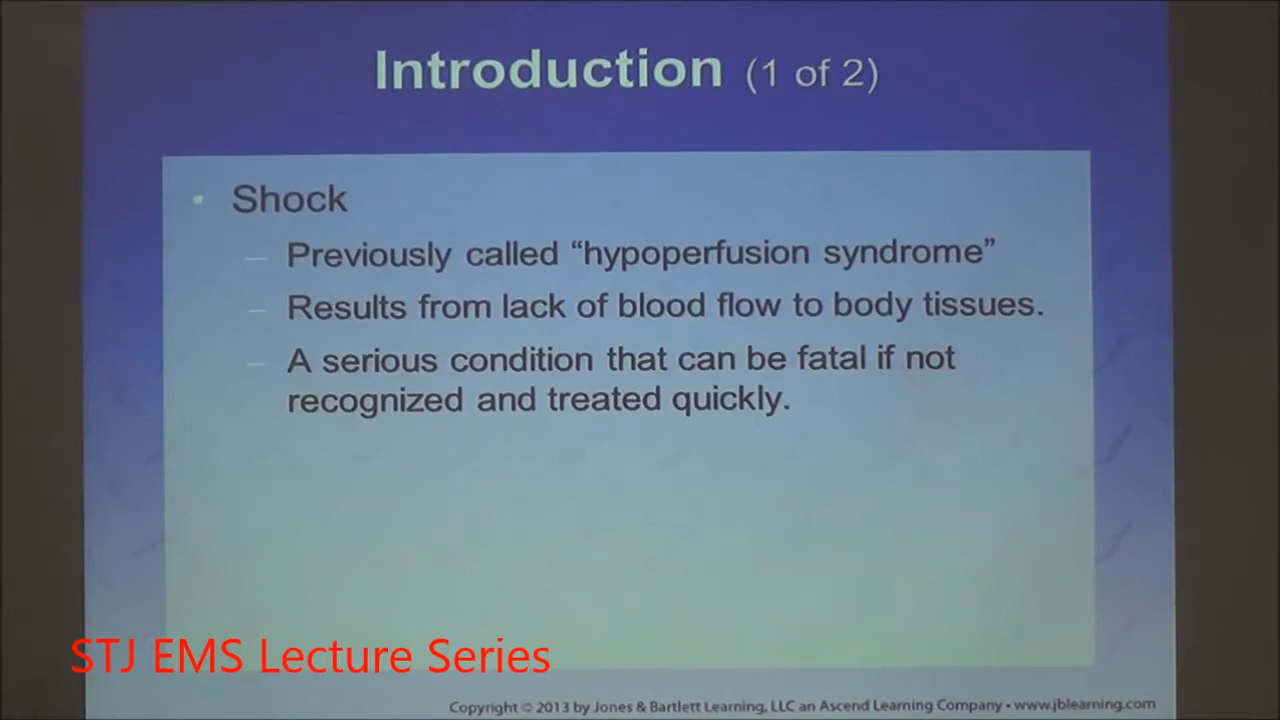 Introduction (1 of 2)
• Shock
– Previously called “hypoperfusion syndrome”
– Results from lack of blood flow to body tissues.
– A serious condition that can be fatal if not
recognized and treated quickly.
STJ EMS Lecture Series
Copyright © 2013 by Jones & Bartlett Learning, LLC an Ascend Learning Company • www.jblearning.com